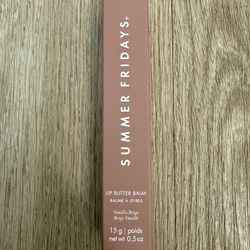 SUMMER FRIDAYS®
LIP BUTTER BALM
BAUME À LÈVRES
Vanilla Beige
Beige Vanille
15 g | poids
net wt 0.5 oz